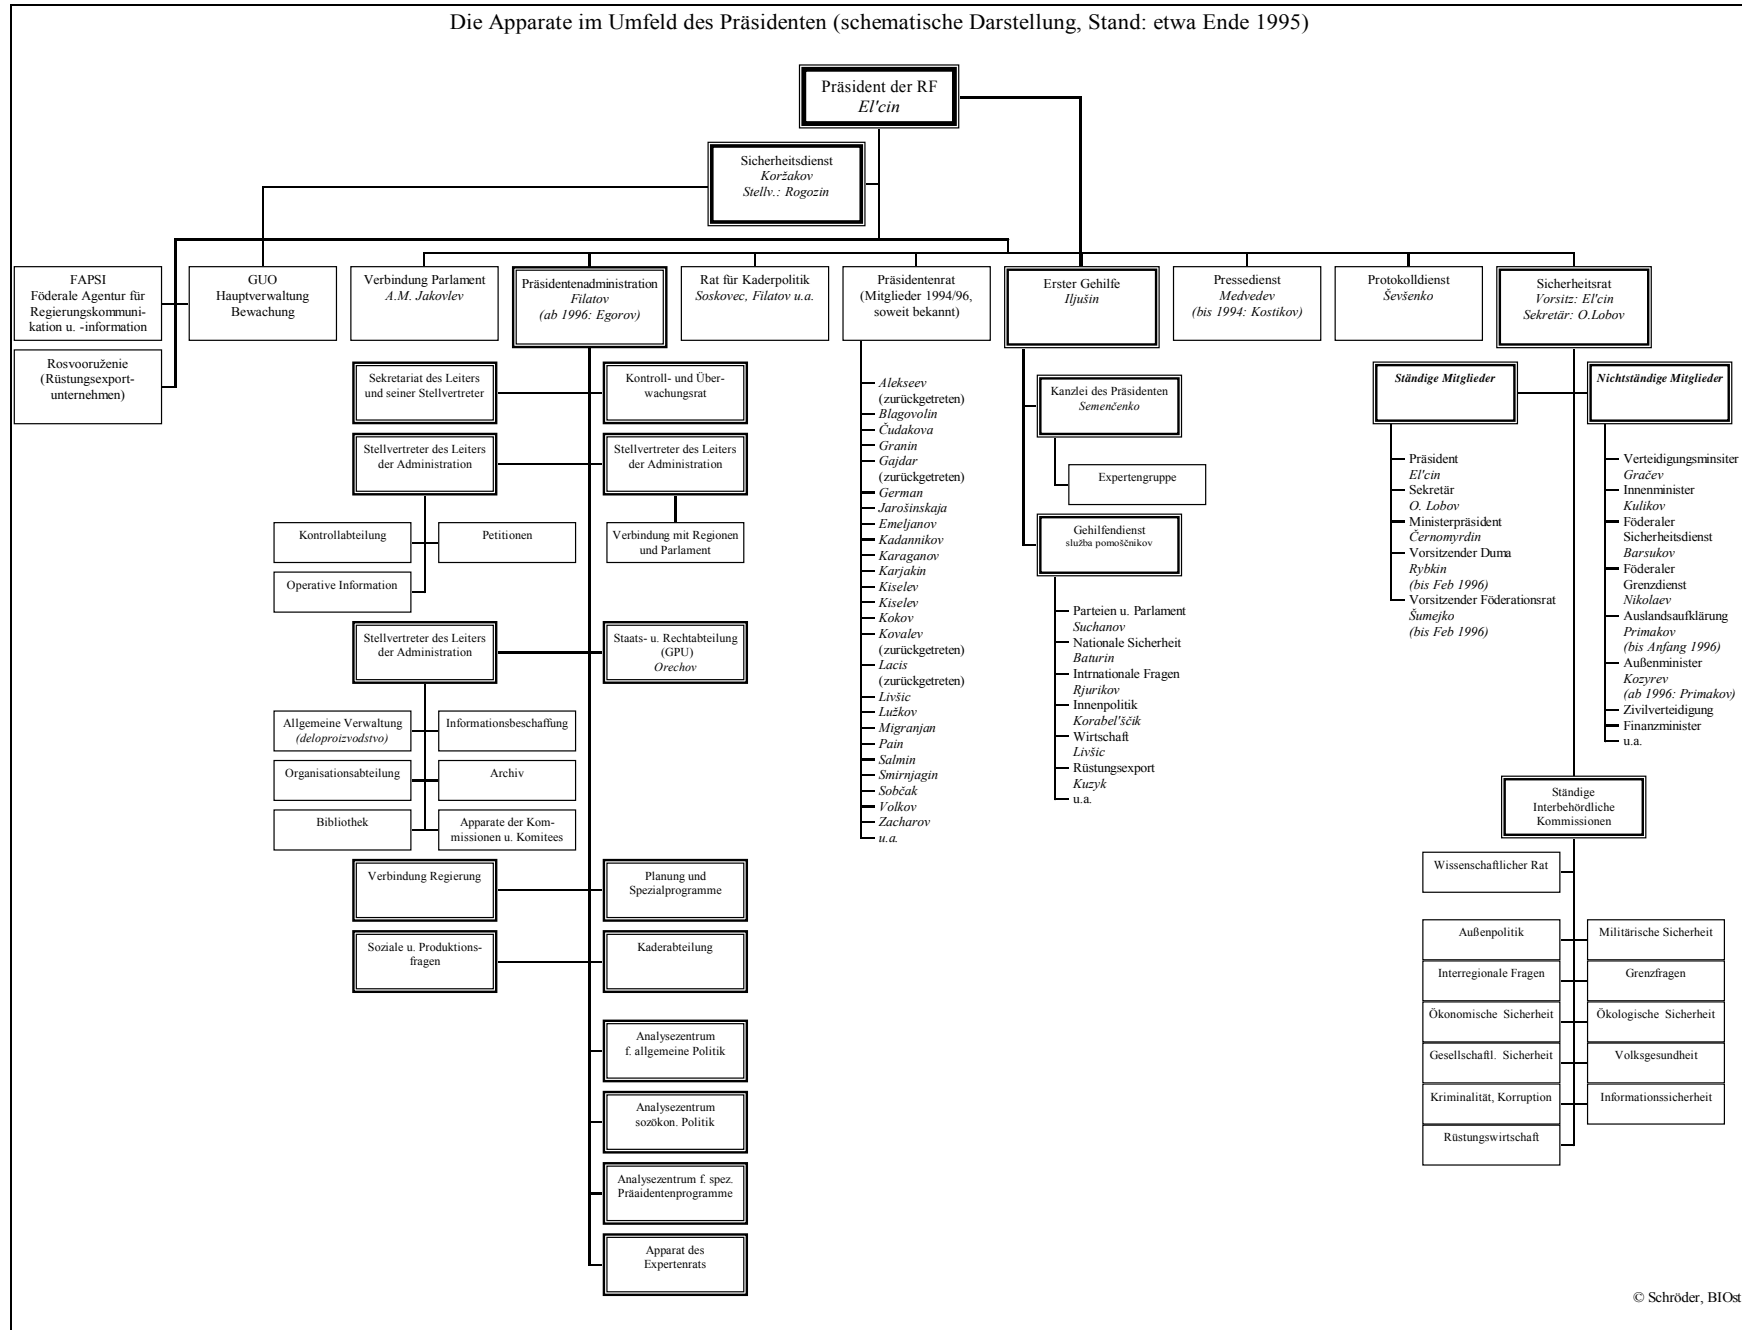 Die Apparate im Umfeld des Präsidenten (schematische Darstellung, Stand: etwa Ende 1995)
Präsident der RF
El'cin
Sicherheitsdienst
Koržakov
Stellv.: Rogozin
FAPSI
Föderale Agentur für
Regierungskommuni-
kation u. -information
GUO
Hauptverwaltung
Bewachung
Verbindung Parlament
A.M. Jakovlev
Präsidentenadministration
Filatov
(ab 1996: Egorov)
Rat für Kaderpolitik
Soskovec, Filatov u.a.
Präsidentenrat
(Mitglieder 1994/96,
soweit bekannt)
Erster Gehilfe
Iljušin
Pressedienst
Medvedev
(bis 1994: Kostikov)
Protokolldienst
Ševšenko
Sicherheitsrat
Vorsitz: El'cin
Sekretär: O.Lobov
Rosvooruženie
(Rüstungsexport-
unternehmen)
Sekretariat des Leiters
und seiner Stellvertreter
Kontroll- und Über-
wachungsrat
Stellvertreter des Leiters
der Administration
Stellvertreter des Leiters
der Administration
Kontrollabteilung
Petitionen
Verbindung mit Regionen
und Parlament
Operative Information
Stellvertreter des Leiters
der Administration
Staats- u. Rechtabteilung
(GPU)
Orechov
Allgemeine Verwaltung
(deloproizvodstvo)
Informationsbeschaffung
Organisationsabteilung
Archiv
Bibliothek
Apparate der Kom-
missionen u. Komitees
Verbindung Regierung
Planung und
Spezialprogramme
Soziale u. Produktions-
fragen
Kaderabteilung
Analysezentrum
f. allgemeine Politik
Analysezentrum
sozökon. Politik
Analysezentrum f. spez.
Präaidentenprogramme
Apparat des
Expertenrats
Alekseev
(zurückgetreten)
Blagovolin
Čudakova
Granin
Gajdar
(zurückgetreten)
German
Jarošinskaja
Emeljanov
Kadannikov
Karaganov
Karjakin
Kiselev
Kiselev
Kokov
Kovalev
(zurückgetreten)
Lacis
(zurückgetreten)
Livšic
Lužkov
Migranjan
Pain
Salmin
Smirnjagin
Sobčak
Volkov
Zacharov
u.a.
Kanzlei des Präsidenten
Semenčenko
Expertengruppe
Gehilfendienst
služba pomoščnikov
Parteien u. Parlament
Suchanov
Nationale Sicherheit
Baturin
Intrnationale Fragen
Rjurikov
Innenpolitik
Korabel'ščik
Wirtschaft
Livšic
Rüstungsexport
Kuzyk
u.a.
Ständige Mitglieder
Nichtständige Mitglieder
Präsident
El'cin
Sekretär
O. Lobov
Ministerpräsident
Černomyrdin
Vorsitzender Duma
Rybkin
(bis Feb 1996)
Vorsitzender Föderationsrat
Šumejko
(bis Feb 1996)
Verteidigungsminsiter
Gračev
Innenminister
Kulikov
Föderaler
Sicherheitsdienst
Barsukov
Föderaler
Grenzdienst
Nikolaev
Auslandsaufklärung
Primakov
(bis Anfang 1996)
Außenminister
Kozyrev
(ab 1996: Primakov)
Zivilverteidigung
Finanzminister
u.a.
Ständige
Interbehördliche
Kommissionen
Wissenschaftlicher Rat
Außenpolitik
Militärische Sicherheit
Interregionale Fragen
Grenzfragen
Ökonomische Sicherheit
Ökologische Sicherheit
Gesellschaftl. Sicherheit
Volksgesundheit
Kriminalität, Korruption
Informationssicherheit
Rüstungswirtschaft
© Schröder, BIOst